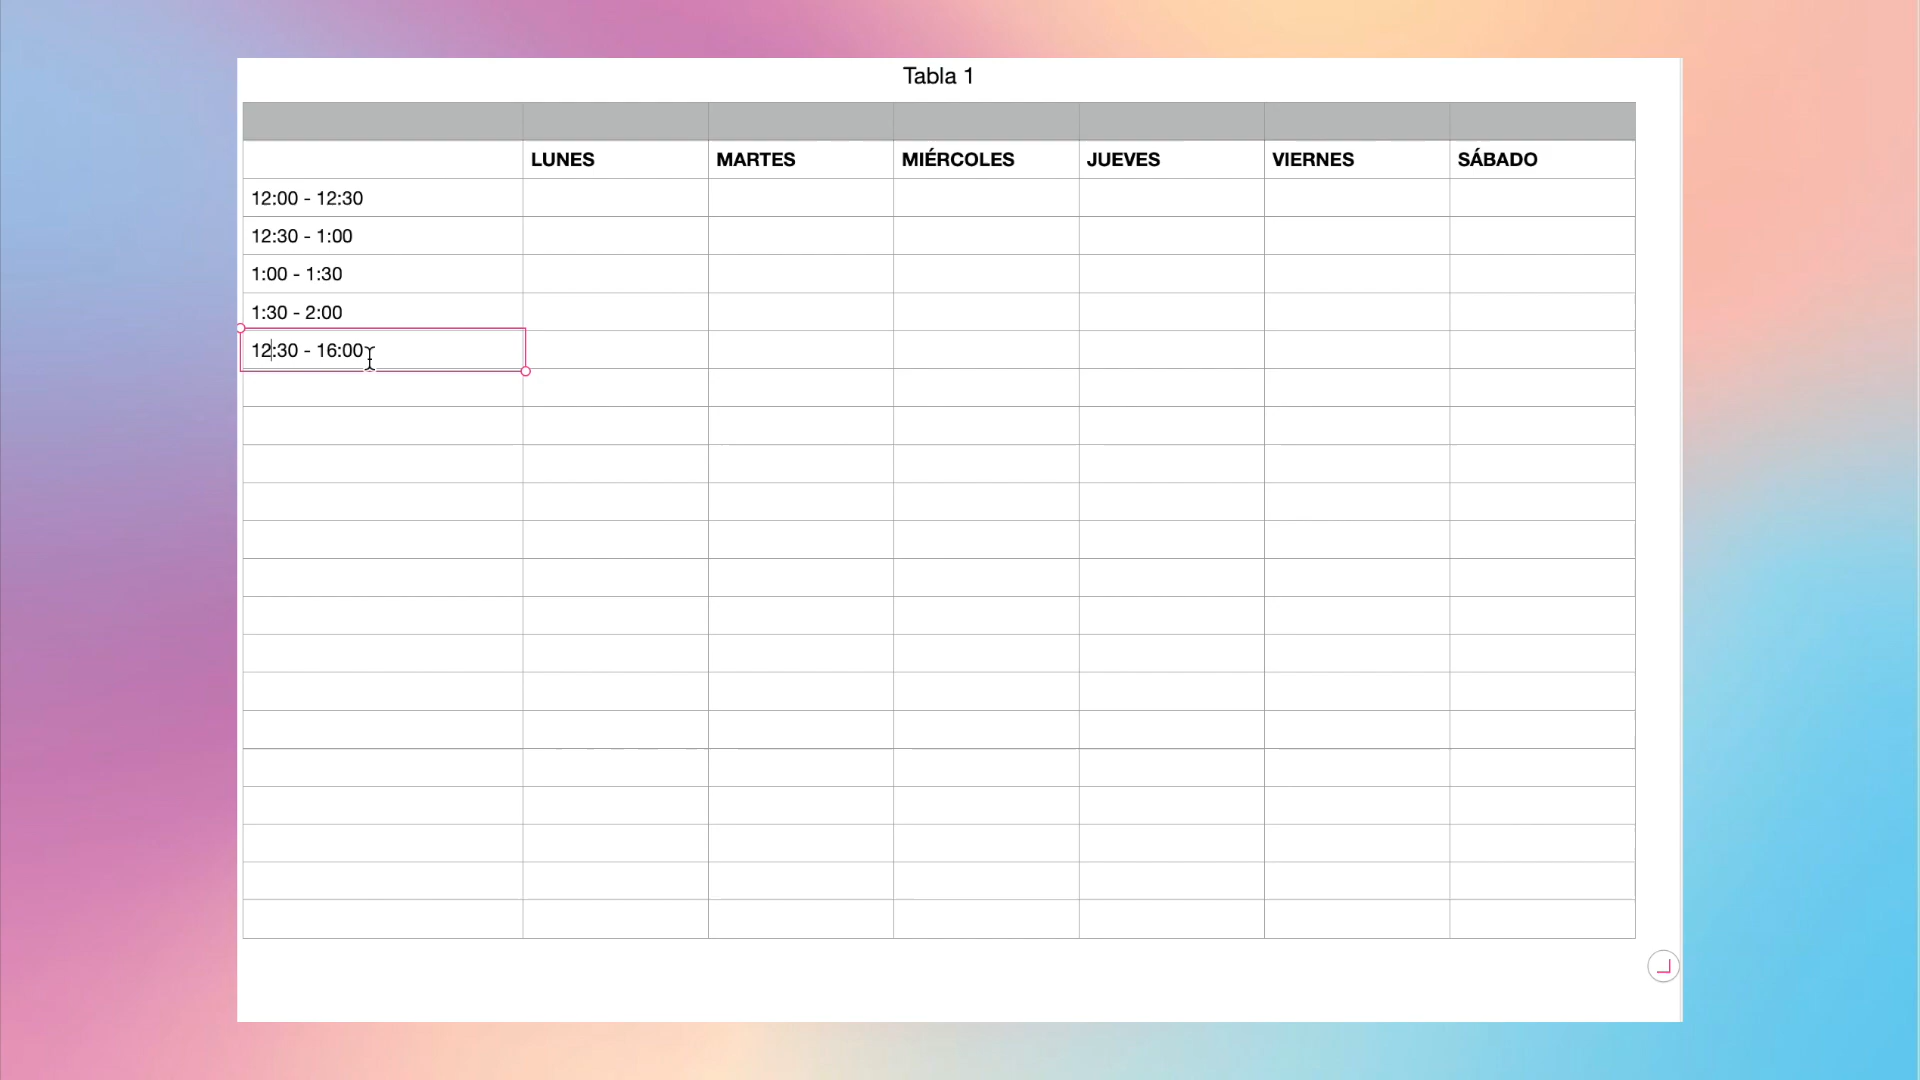 Tabla 1
LUNES MARTES MIÉRCOLES JUEVES VIERNES SÁBADO
12:00 - 12:30
12:30 - 1:00
1:00 - 1:30
1:30 - 2:00
12:30 - 16:00